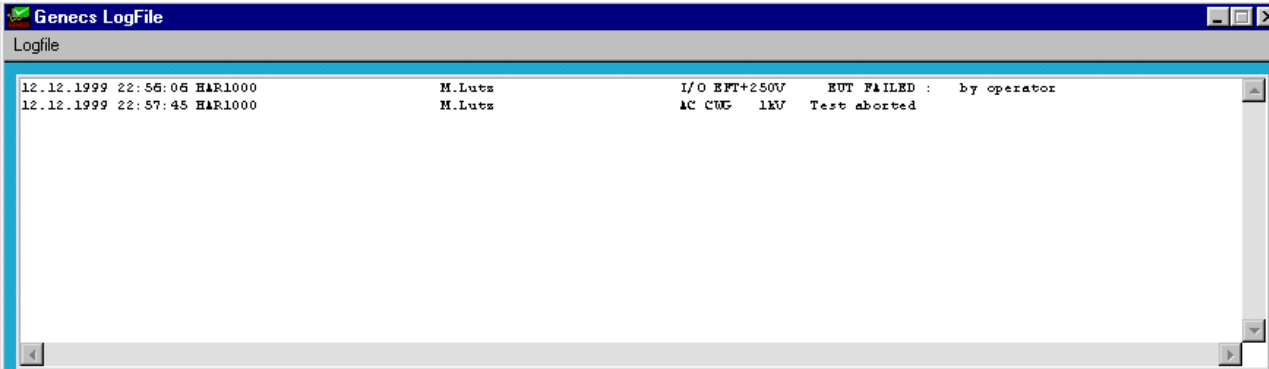 Genecs LogFile
Logfile
12.12.1999 22:56:06 HAR1000 M.Lutz I/O EFT+250V EUT FAILED : by operator
12.12.1999 22:57:45 HAR1000 M.Lutz AC CWG 1kV Test aborted